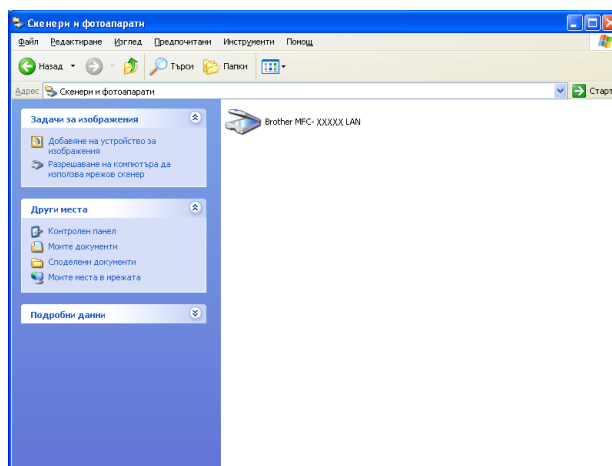 Скенери и фотоапарати
Файл Редактиране Изглед Предпочитани Инструменти Помощ
Назад Търси Папки
Адрес Скенери и фотоапарати Старт
Задачи за изображения
Добавяне на устройство за
изображения
Разрешаване на компютъра да
използва мрежов скенер
Brother MFC- XXXXX LAN
Други места
Контролен панел
Моите документи
Споделени документи
Моите места в мрежата
Подробни данни